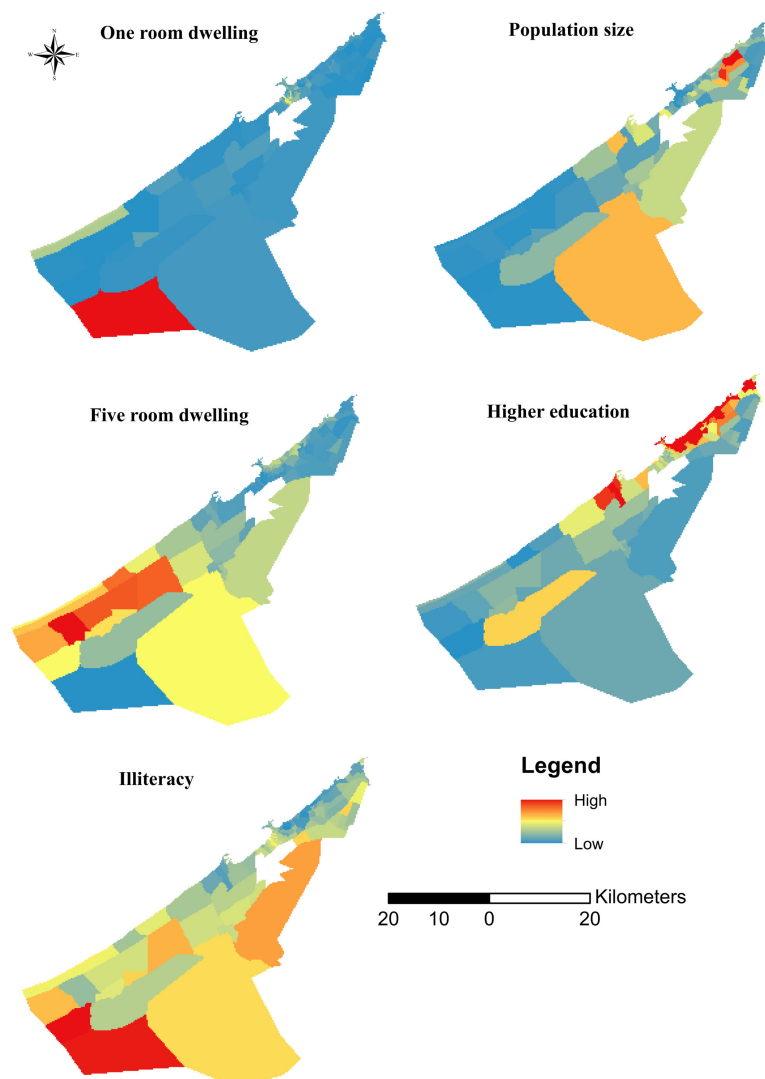 One room dwelling
Population size
N
W E
S
Five room dwelling
Higher education
Illiteracy
Legend
High
Low
Kilometers
20 10 0 20